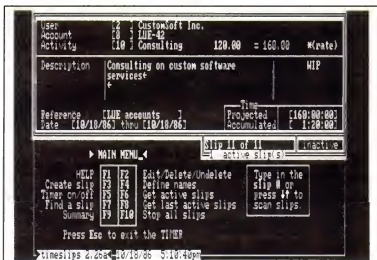 User [2 ] CustomSoft Inc.
Account [8 ] LUE-42
Activity [10 ] Consulting 120.00 = 160.00 *(rate)
Description Consulting on custom software WIP
services←
←
Time
Reference [LUE accounts ] Projected [160:00:00]
Date [10/18/86] thru [10/18/86] Accumulated [ 1:20:00]
Slip 11 of 11 Inactive
1 active slip(s)
▶ MAIN MENU ◀
HELP F1 F2 Edit/Delete/Undelete Type in the
Create slip F3 F4 Define names slip # or
Timer on/off F5 F6 Get active slips press ↓↑ to
Find a slip F7 F8 Get last active slips scan slips.
Summary F9 F10 Stop all slips
Press Esc to exit the TIMER
timeslips 2.26a 10/18/86 5:10:40pm